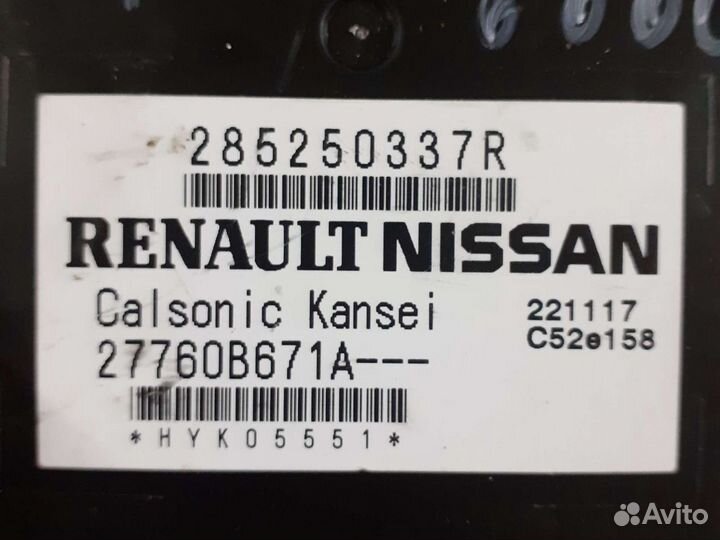 285250337R
RENAULT NISSAN
Calsonic Kansei
221117
C52e158
27760B671A---
*HYK05551*
Avito